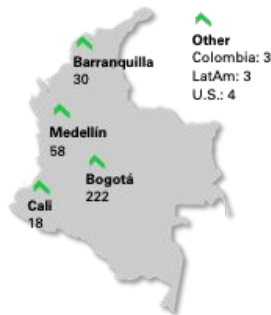 Barranquilla
30
Medellín
58
Bogotá
222
Cali
18
Other
Colombia: 3
LatAm: 3
U.S.: 4